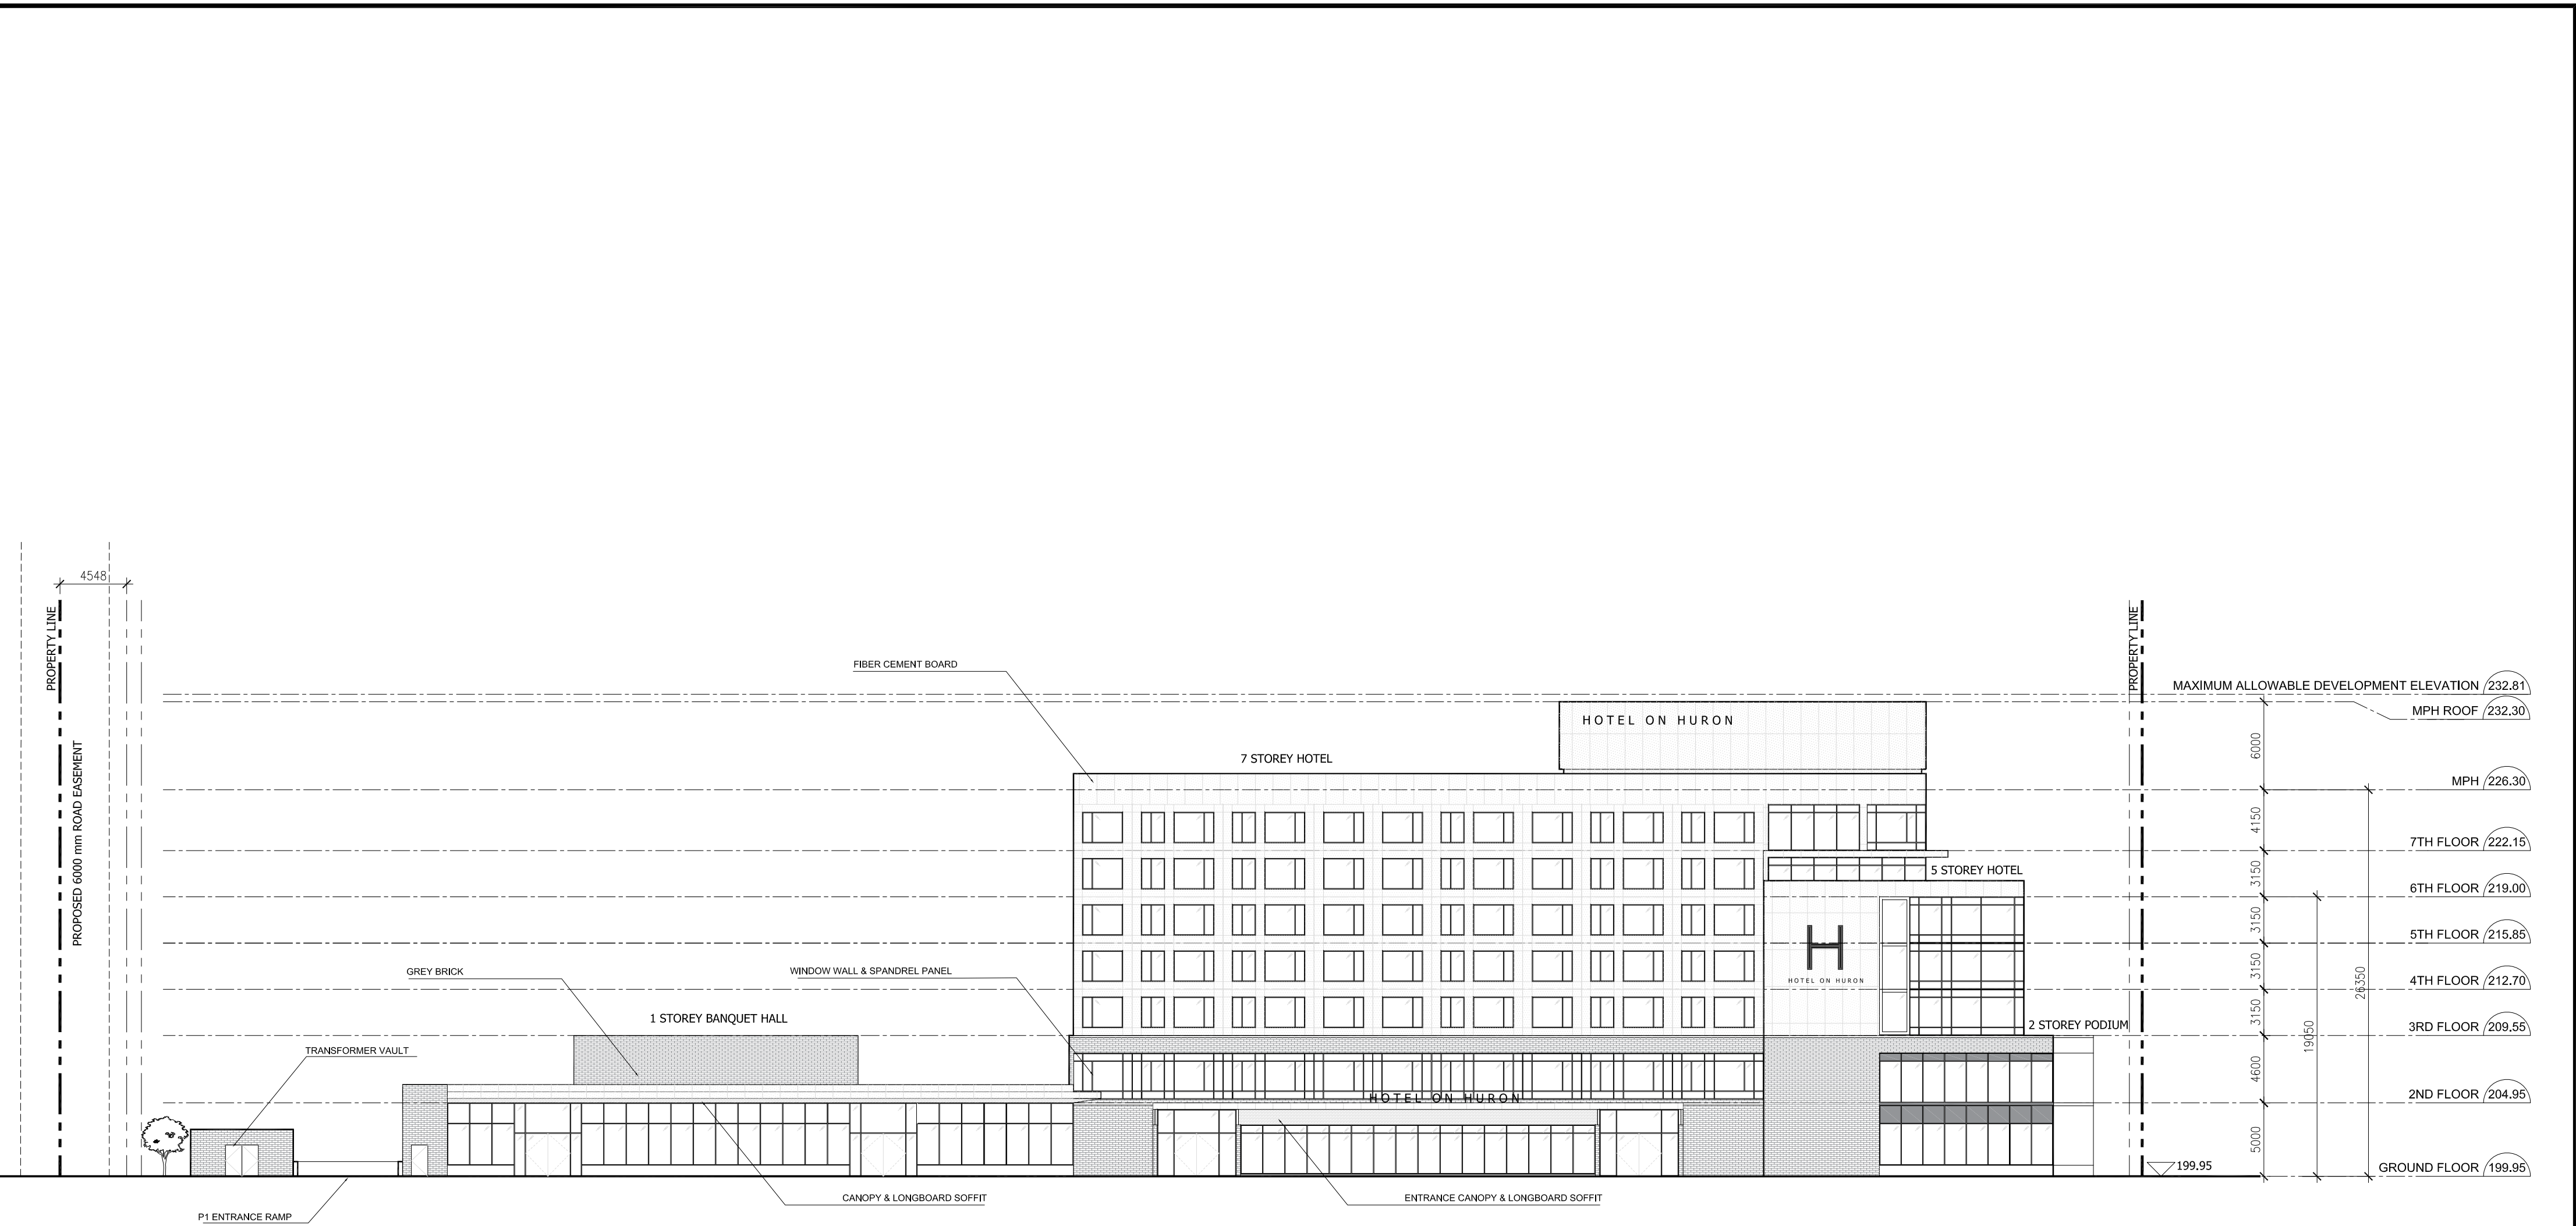 4548
PROPERTY LINE
PROPOSED 6000 mm ROAD EASEMENT
PROPERTY LINE
FIBER CEMENT BOARD
MAXIMUM ALLOWABLE DEVELOPMENT ELEVATION 232.81
MPH ROOF 232.30
HOTEL ON HURON
7 STOREY HOTEL
6000
MPH 226.30
4150
7TH FLOOR 222.15
5 STOREY HOTEL
3150
6TH FLOOR 219.00
3150
5TH FLOOR 215.85
H
HOTEL ON HURON
GREY BRICK
WINDOW WALL & SPANDREL PANEL
3150
4TH FLOOR 212.70
26350
3150
1 STOREY BANQUET HALL
2 STOREY PODIUM
3RD FLOOR 209.55
19050
TRANSFORMER VAULT
4600
HOTEL ON HURON
2ND FLOOR 204.95
5000
199.95
GROUND FLOOR 199.95
CANOPY & LONGBOARD SOFFIT
ENTRANCE CANOPY & LONGBOARD SOFFIT
P1 ENTRANCE RAMP